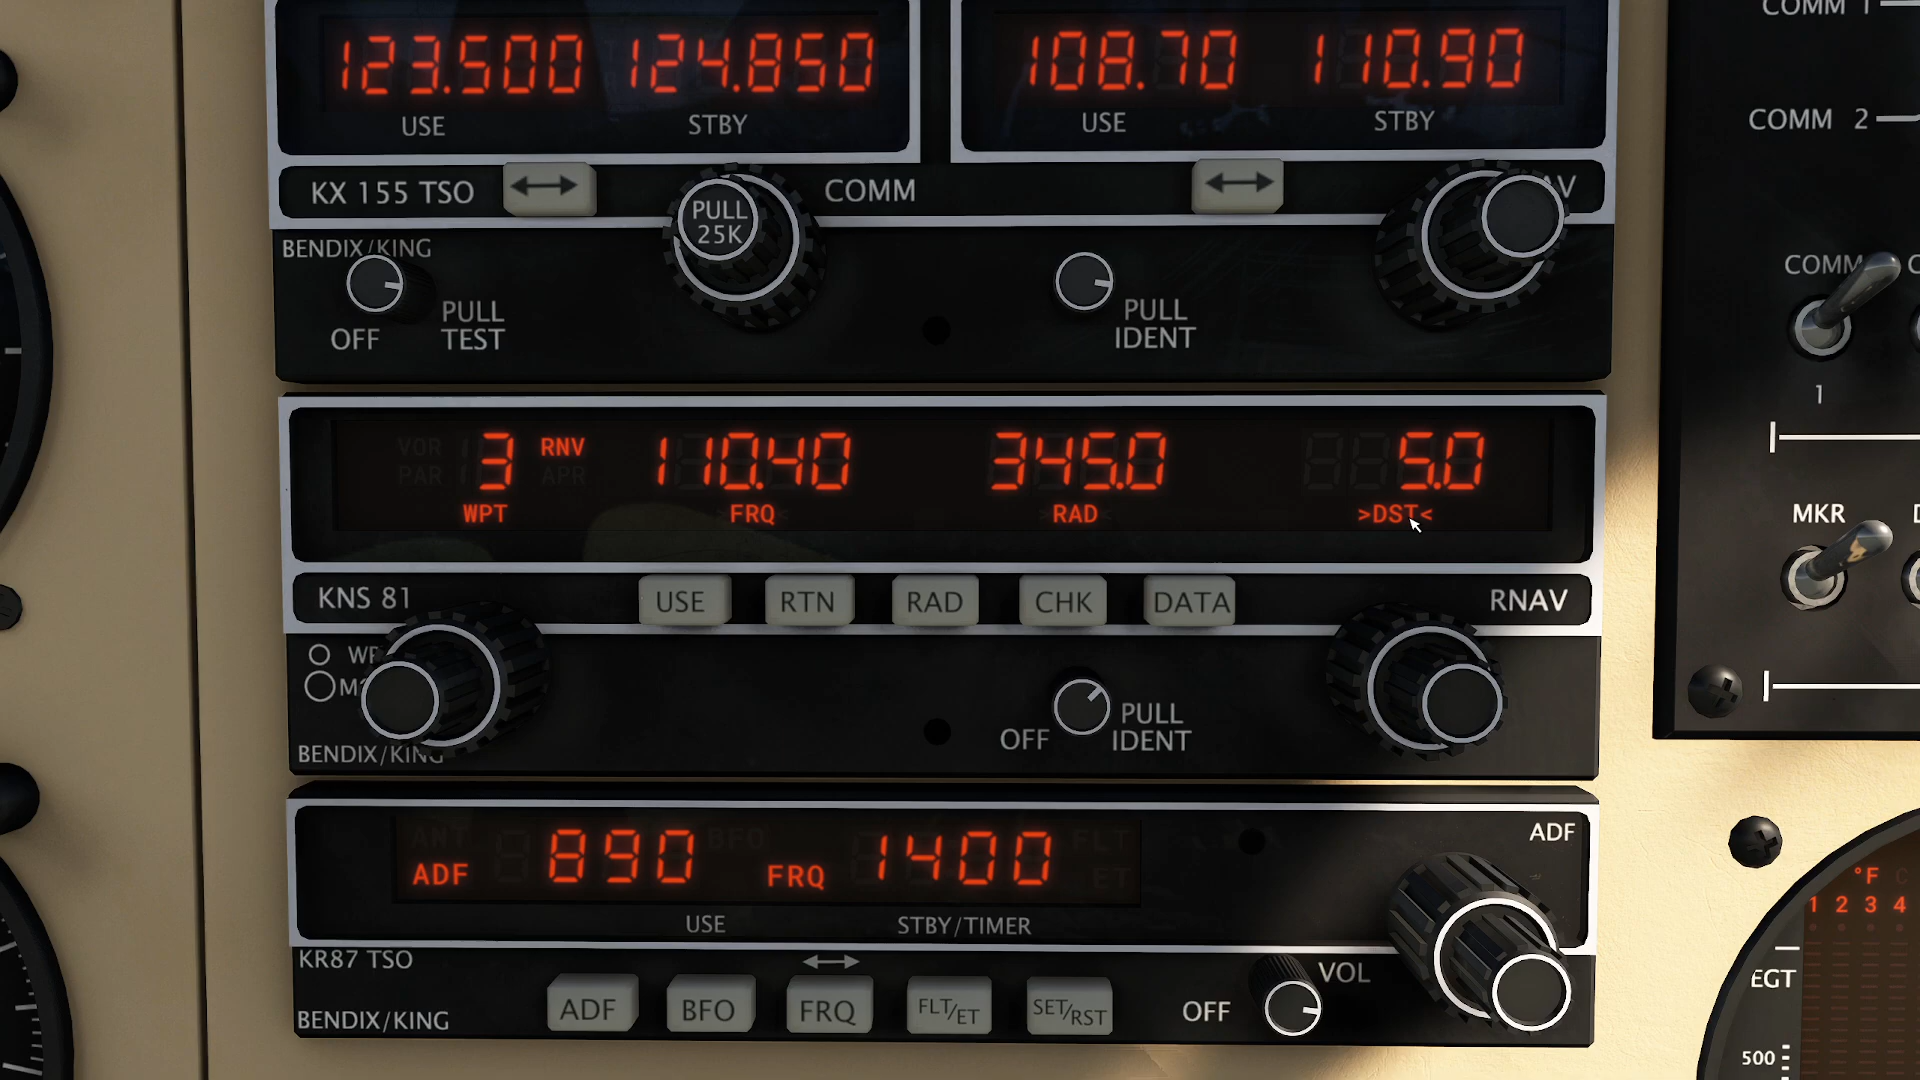 123.500 124.850
USE STBY
108.70 110.90
USE STBY
KX 155 TSO
COMM
BENDIX/KING
PULL
25K
OFF
PULL
TEST
PULL
IDENT
VOR
PAR
3
RNV
APR
110.40
345.0
5.0
WPT
FRQ
RAD
>DST<
KNS 81
USE
RTN
RAD
CHK
DATA
RNAV
OFF
PULL
IDENT
BENDIX/KING
ANT
ADF
890
BFO
FRQ
1400
FLT
ET
ADF
USE
STBY/TIMER
KR87 TSO
BENDIX/KING
ADF
BFO
FRQ
FLT/ET
SET/RST
OFF
VOL
COMM 1
COMM 2
COMM
1
MKR
°F C
1 2 3 4
EGT
500